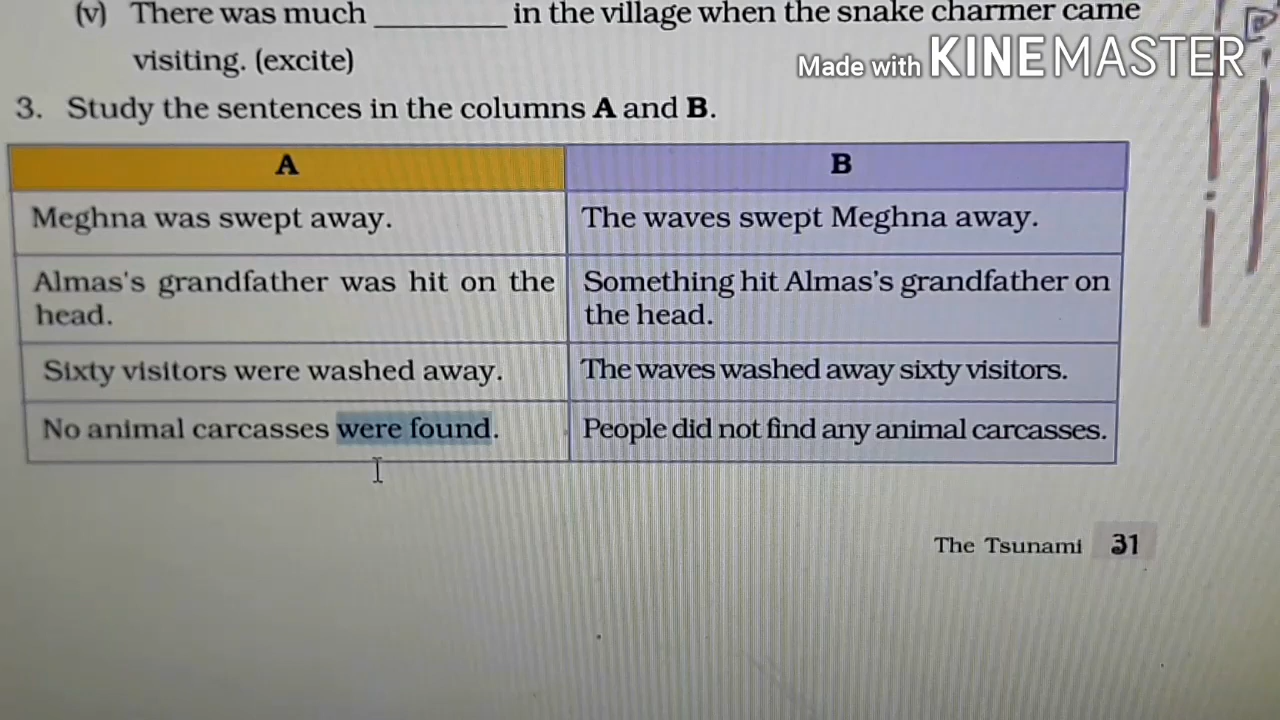 (v) There was much ________ in the village when the snake charmer came
visiting. (excite)
Made with KINEMASTER
3. Study the sentences in the columns A and B.
A
B
Meghna was swept away.
The waves swept Meghna away.
Almas's grandfather was hit on the
head.
Something hit Almas's grandfather on
the head.
Sixty visitors were washed away.
The waves washed away sixty visitors.
No animal carcasses were found.
People did not find any animal carcasses.
The Tsunami 31